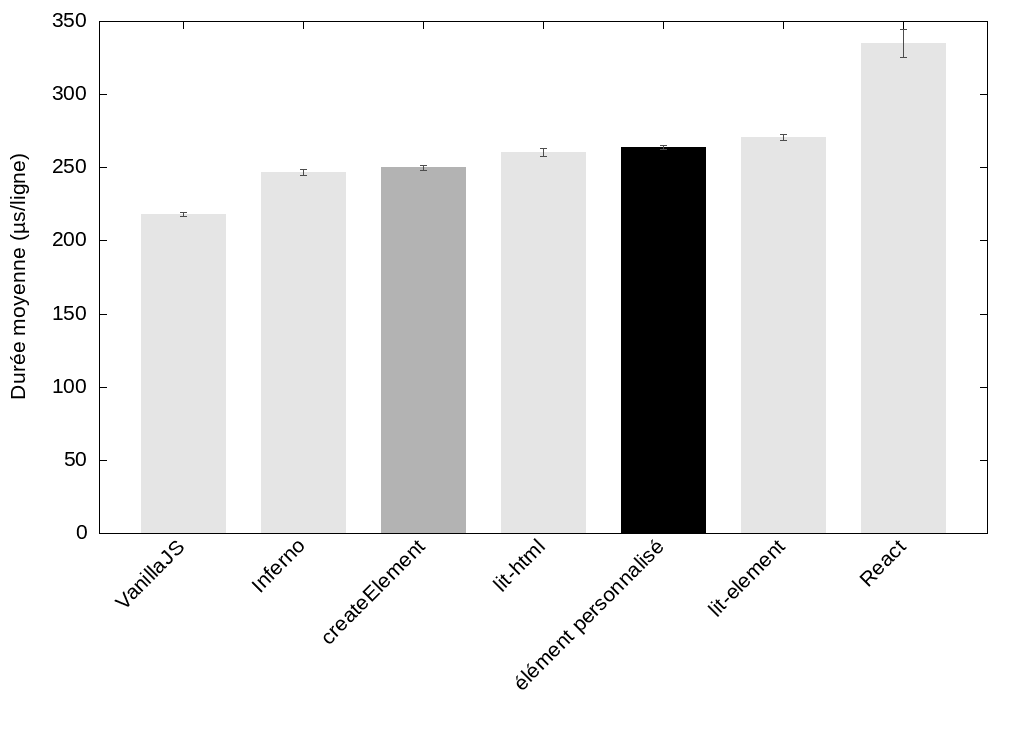 Durée moyenne (µs/ligne)
350
300
250
200
150
100
50
0
VanillaJS
Inferno
createElement
lit-html
élément personnalisé
lit-element
React